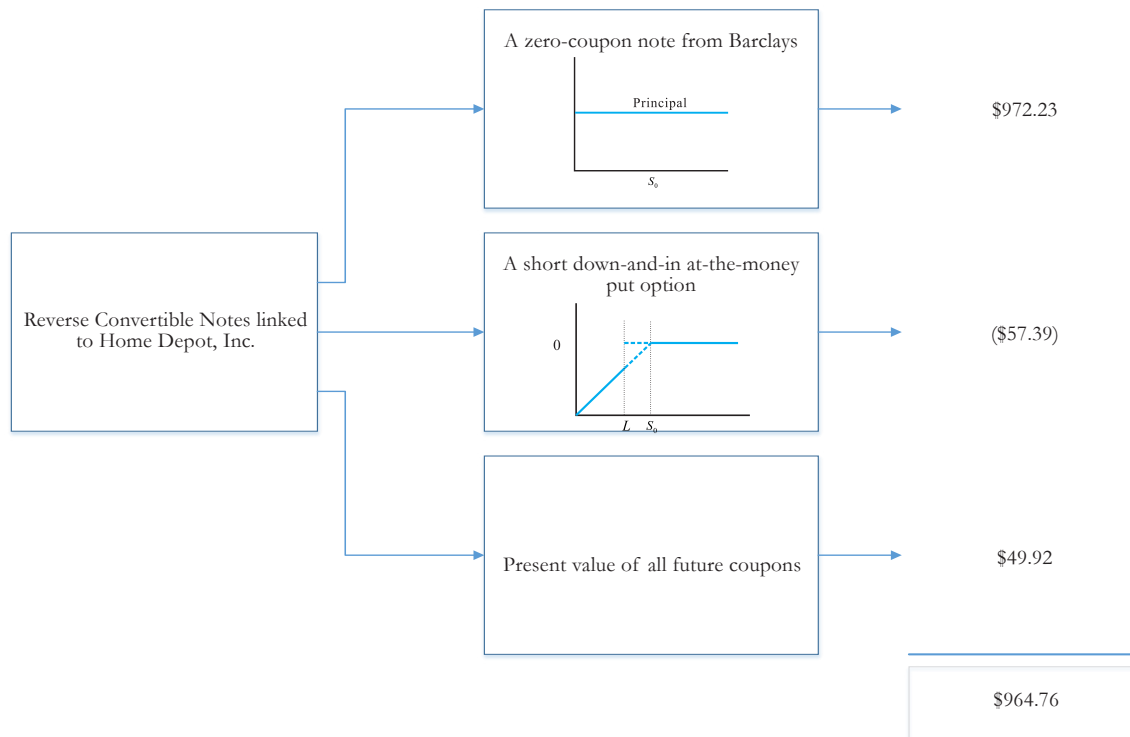 A zero-coupon note from Barclays
Principal
S₀
$972.23
Reverse Convertible Notes linked
to Home Depot, Inc.
A short down-and-in at-the-money
put option
0
L S₀
($57.39)
Present value of all future coupons
$49.92
$964.76